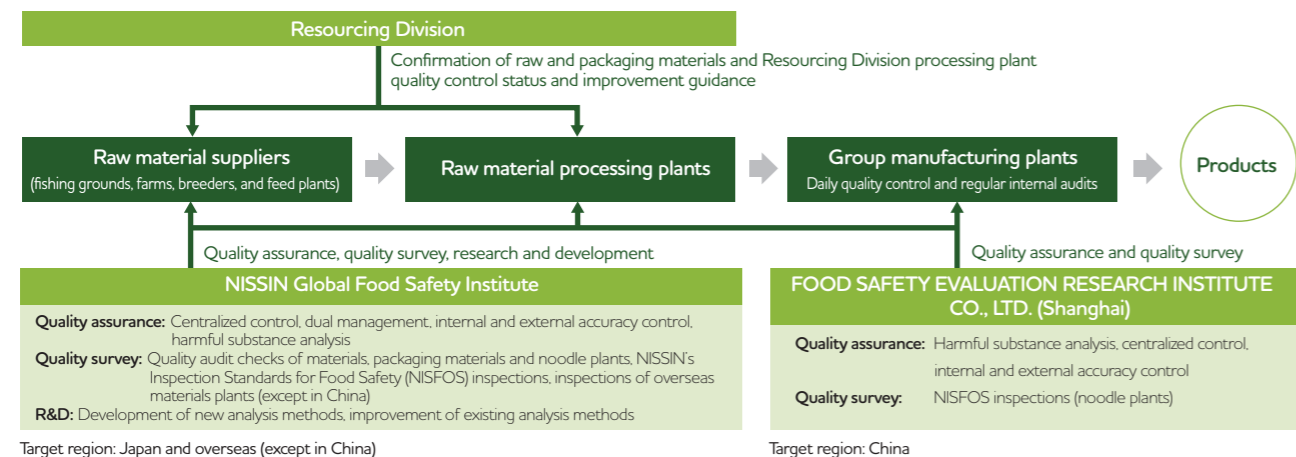 Resourcing Division
Confirmation of raw and packaging materials and Resourcing Division processing plant
quality control status and improvement guidance
Raw material suppliers
(fishing grounds, farms, breeders, and feed plants)
Raw material processing plants
Group manufacturing plants
Daily quality control and regular internal audits
Products
Quality assurance, quality survey, research and development
Quality assurance and quality survey
NISSIN Global Food Safety Institute
Quality assurance: Centralized control, dual management, internal and external accuracy control,
harmful substance analysis
Quality survey: Quality audit checks of materials, packaging materials and noodle plants, NISSIN's
Inspection Standards for Food Safety (NISFOS) inspections, inspections of overseas
materials plants (except in China)
R&D: Development of new analysis methods, improvement of existing analysis methods
Target region: Japan and overseas (except in China)
FOOD SAFETY EVALUATION RESEARCH INSTITUTE
CO., LTD. (Shanghai)
Quality assurance: Harmful substance analysis, centralized control,
internal and external accuracy control
Quality survey: NISFOS inspections (noodle plants)
Target region: China